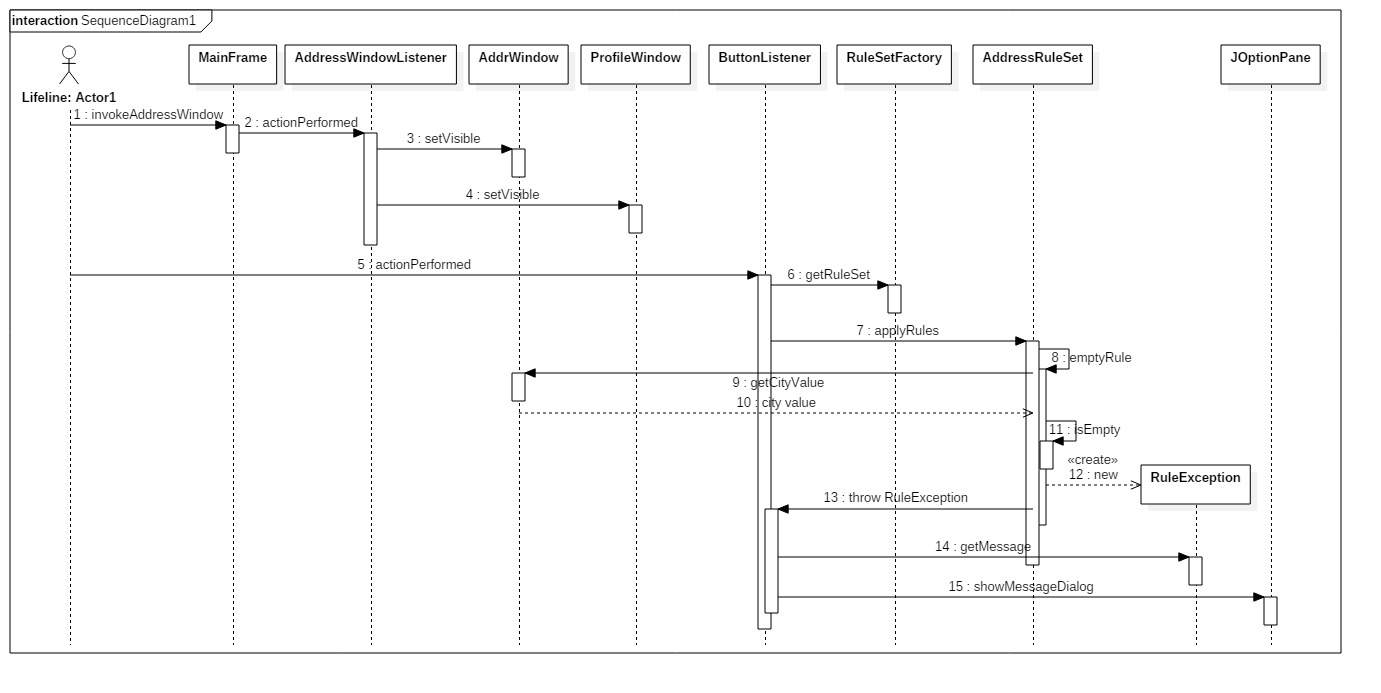 interaction SequenceDiagram1
MainFrame
AddressWindowListener
AddrWindow
ProfileWindow
ButtonListener
RuleSetFactory
AddressRuleSet
JOptionPane
Lifeline: Actor1
1 : invokeAddressWindow
2 : actionPerformed
3 : setVisible
4 : setVisible
5 : actionPerformed
6 : getRuleSet
7 : applyRules
8 : emptyRule
9 : getCityValue
10 : city value
11 : isEmpty
«create»
12 : new
RuleException
13 : throw RuleException
14 : getMessage
15 : showMessageDialog